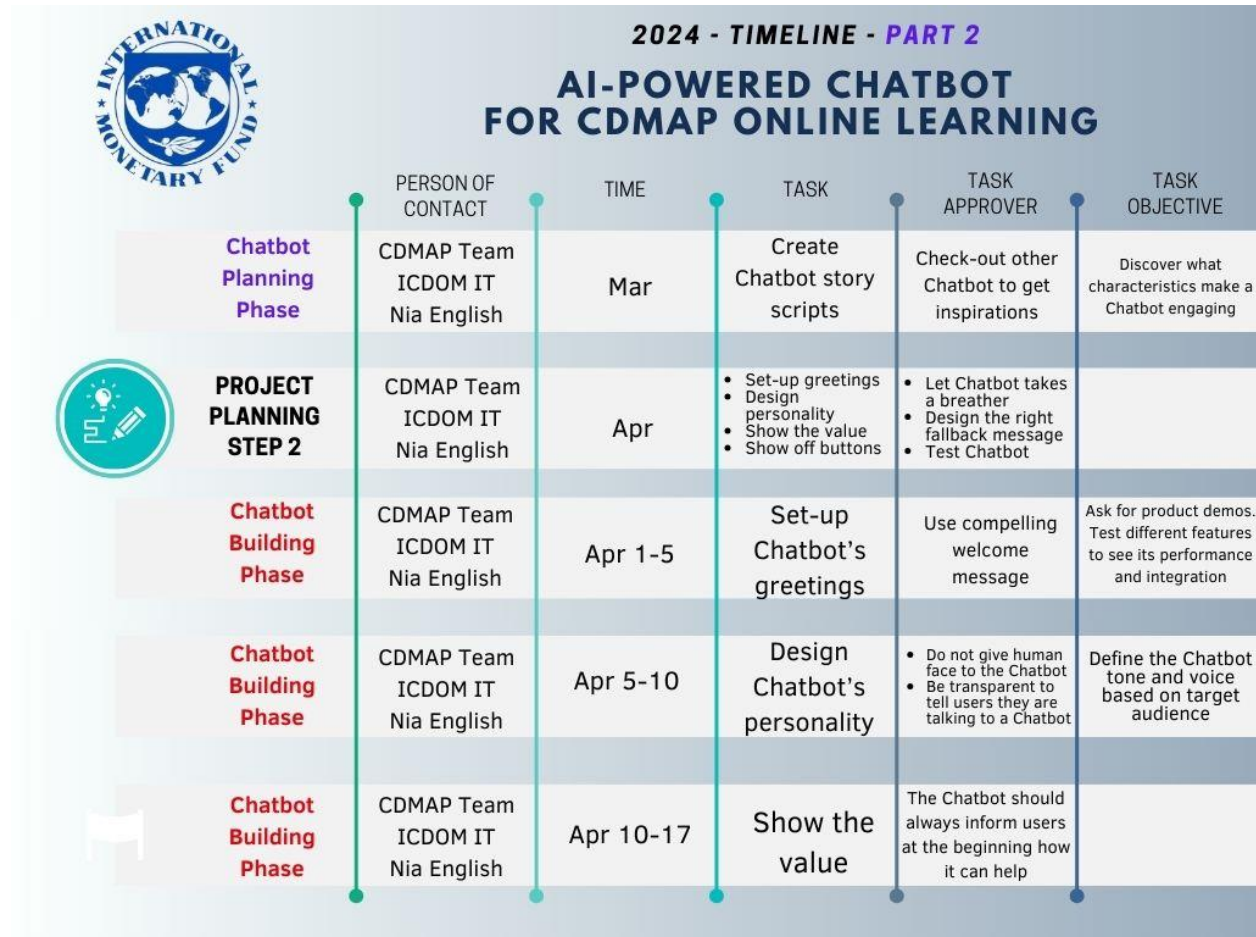 INTERNATIONAL MONETARY FUND
2024 - TIMELINE - PART 2
AI-POWERED CHATBOT
FOR CDMAP ONLINE LEARNING
PERSON OF
CONTACT
TIME
TASK
TASK
APPROVER
TASK
OBJECTIVE
Chatbot
Planning
Phase
CDMAP Team
ICDOM IT
Nia English
Mar
Create
Chatbot story
scripts
Check-out other
Chatbot to get
inspirations
Discover what
characteristics make a
Chatbot engaging
PROJECT
PLANNING
STEP 2
CDMAP Team
ICDOM IT
Nia English
Apr
• Set-up greetings
• Design
personality
• Show the value
• Show off buttons
• Let Chatbot takes
a breather
• Design the right
fallback message
• Test Chatbot
Chatbot
Building
Phase
CDMAP Team
ICDOM IT
Nia English
Apr 1-5
Set-up
Chatbot’s
greetings
Use compelling
welcome
message
Ask for product demos.
Test different features
to see its performance
and integration
Chatbot
Building
Phase
CDMAP Team
ICDOM IT
Nia English
Apr 5-10
Design
Chatbot’s
personality
• Do not give human
face to the Chatbot
• Be transparent to
tell users they are
talking to a Chatbot
Define the Chatbot
tone and voice
based on target
audience
Chatbot
Building
Phase
CDMAP Team
ICDOM IT
Nia English
Apr 10-17
Show the
value
The Chatbot should
always inform users
at the beginning how
it can help